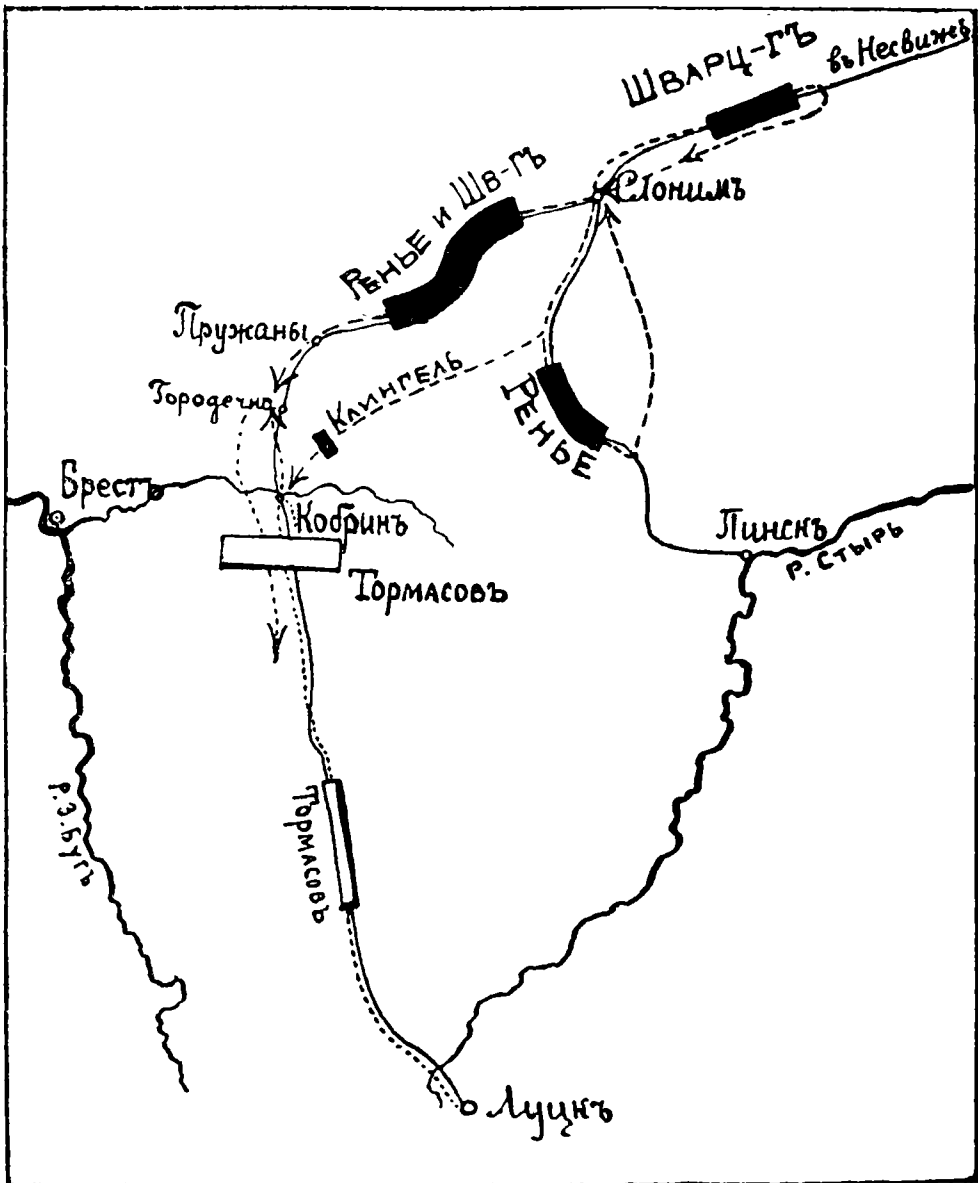 Шварц-гъ
въ Несвижъ
Слонимъ
Ренье и Шв-гъ
Пружаны
Городечна
Клингель
Ренье
Брестъ
Кобринъ
Пинскъ
р. Стырь
Тормасовъ
р. З. Бугъ
Тормасовъ
Луцкъ